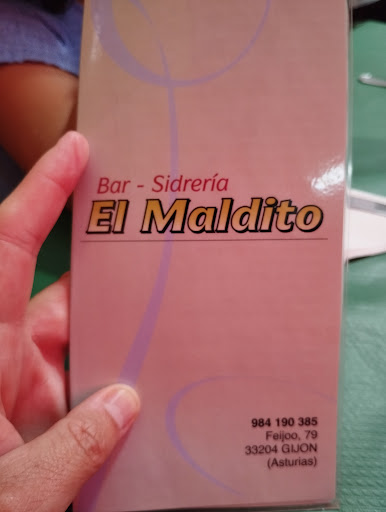 Bar - Sidrería
El Maldito
984 190 385
Feijoo, 79
33204 GIJON
(Asturias)